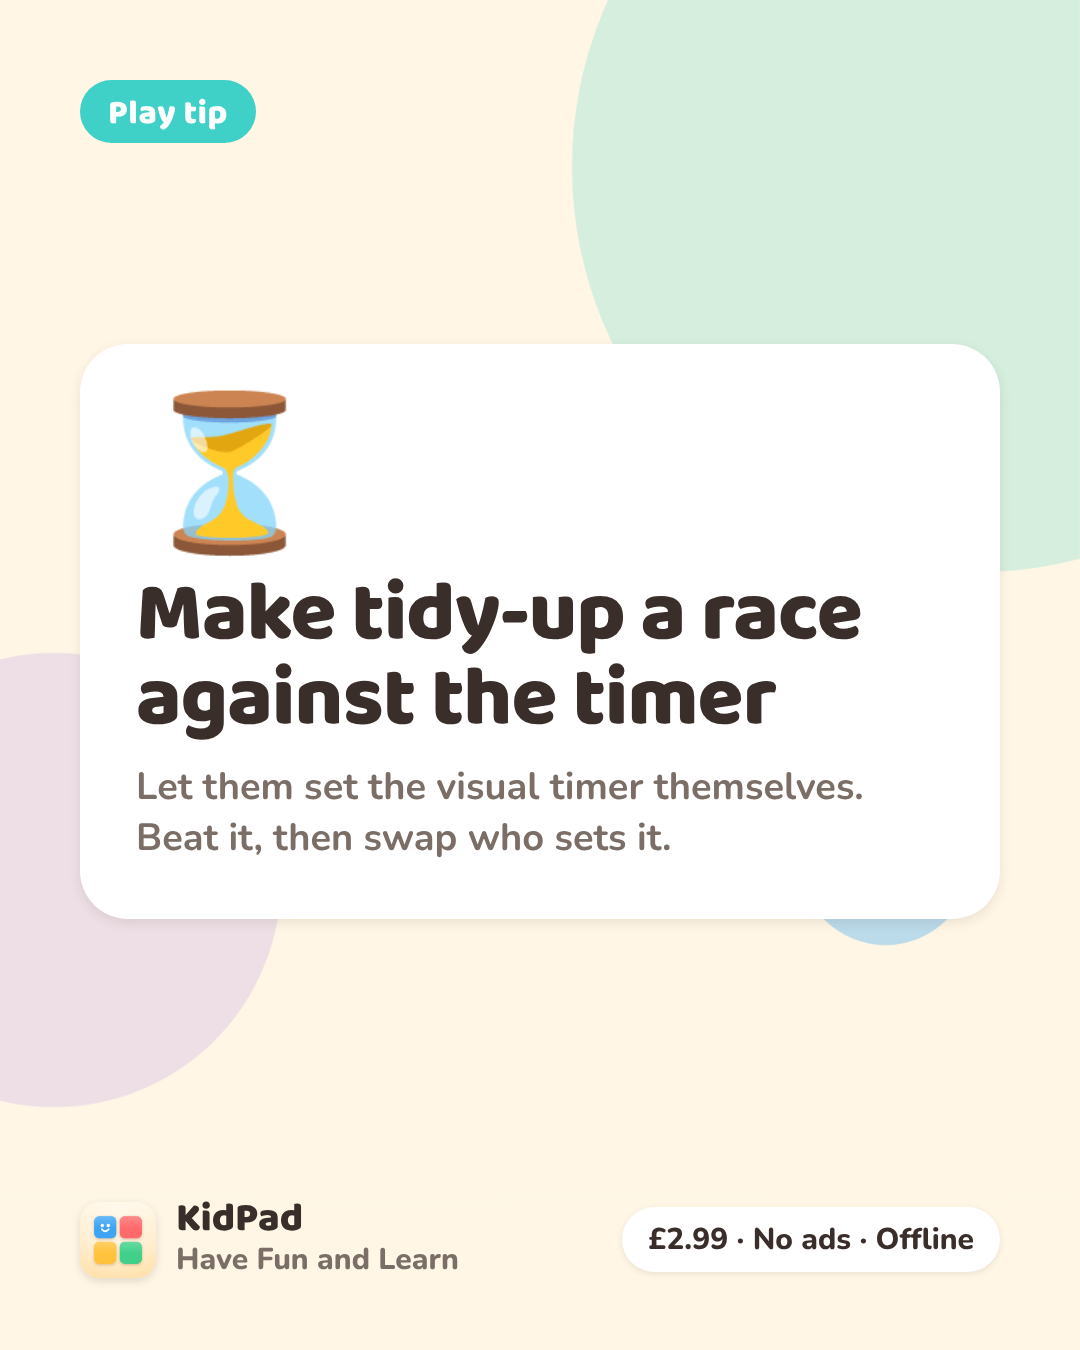 Play tip
Make tidy-up a race
against the timer
Let them set the visual timer themselves.
Beat it, then swap who sets it.
KidPad
Have Fun and Learn
£2.99 · No ads · Offline